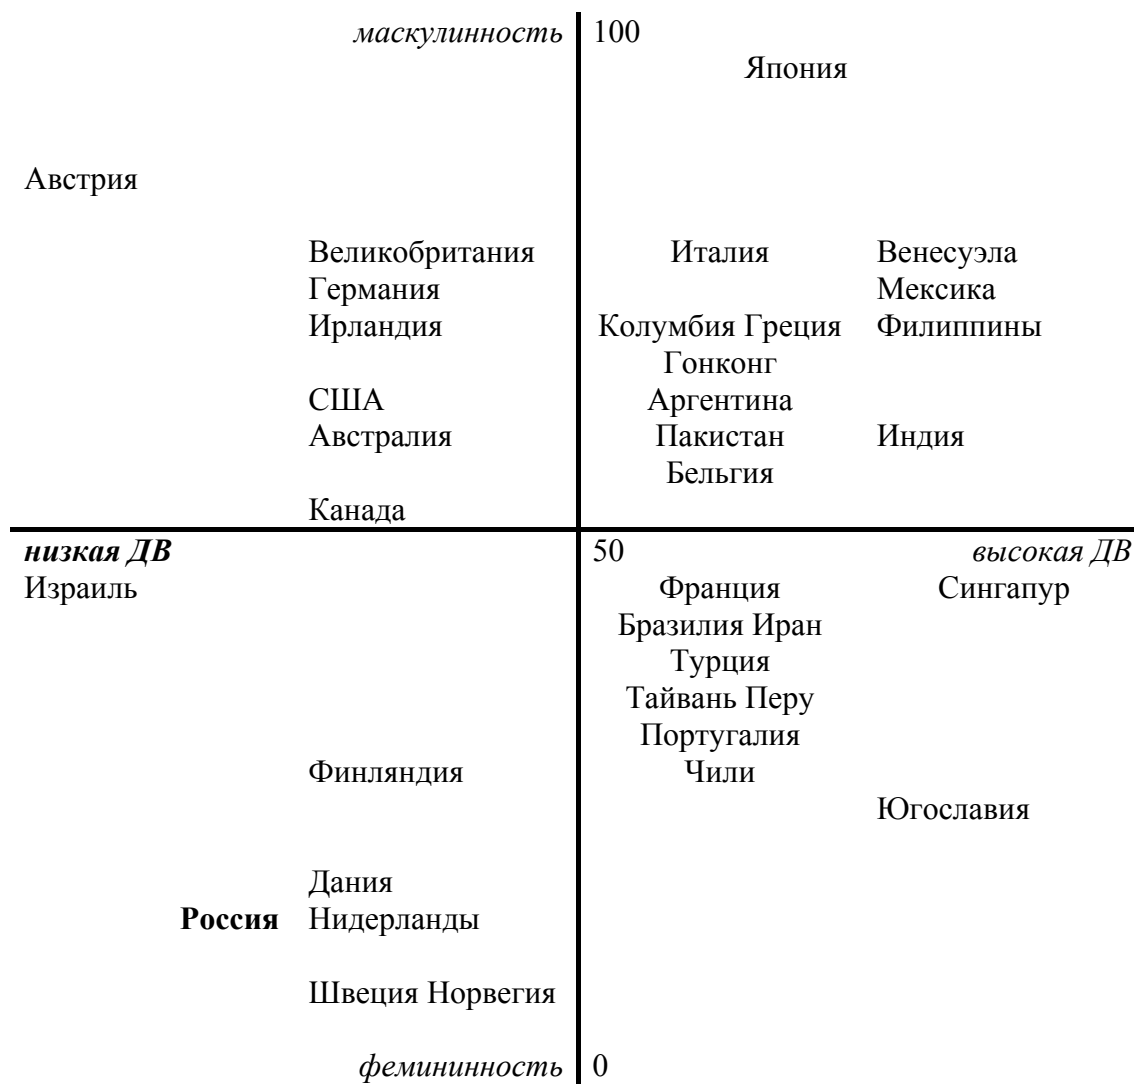 маскулинность 100
Япония
Австрия
Великобритания Италия Венесуэла
Германия Мексика
Ирландия Колумбия Греция Филиппины
Гонконг
США Аргентина
Австралия Пакистан Индия
Бельгия
Канада
низкая ДВ 50 высокая ДВ
Израиль Франция Сингапур
Бразилия Иран
Турция
Тайвань Перу
Португалия
Финляндия Чили
Югославия
Дания
Россия Нидерланды
Швеция Норвегия
фемининность 0